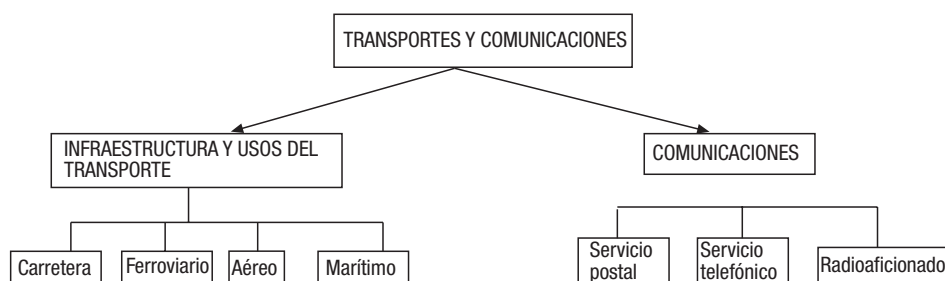 TRANSPORTES Y COMUNICACIONES
INFRAESTRUCTURA Y USOS DEL
TRANSPORTE
COMUNICACIONES
Carretera
Ferroviario
Aéreo
Marítimo
Servicio
postal
Servicio
telefónico
Radioaficionado